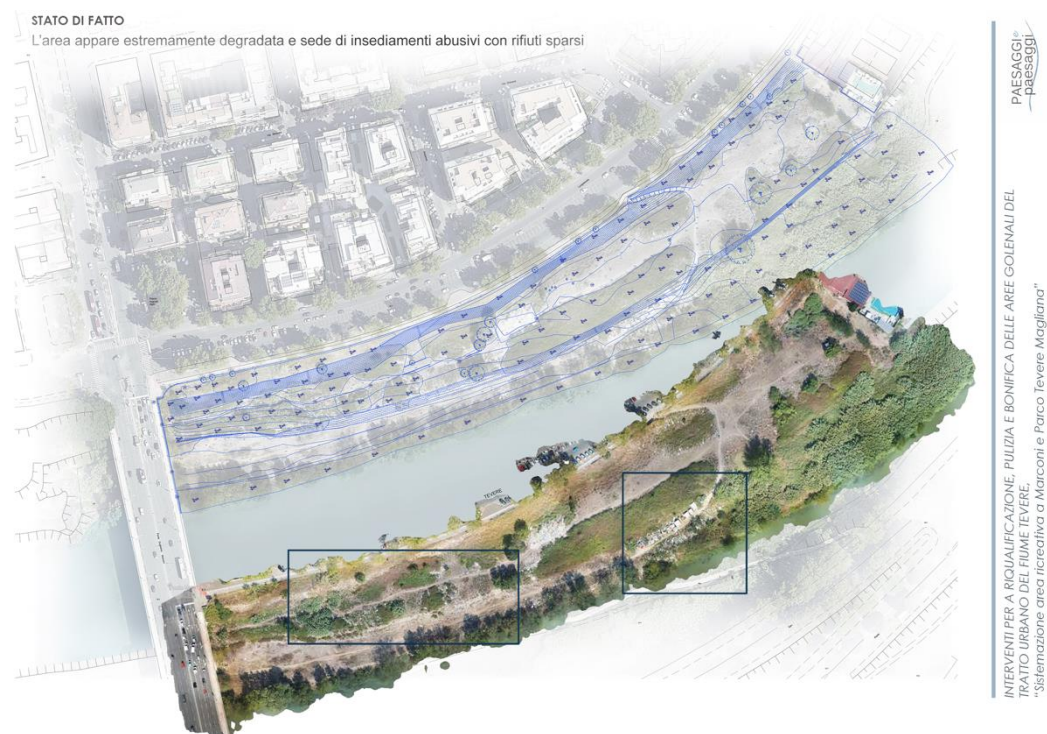 STATO DI FATTO
L'area appare estremamente degradata e sede di insediamenti abusivi con rifiuti sparsi
TEVERE
PAESAGGI
paesaggi
INTERVENTI PER A RIQUALIFICAZIONE, PULIZIA E BONIFICA DELLE AREE GOLENALI DEL
TRATTO URBANO DEL FIUME TEVERE.
“Sistemazione area ricreativa a Marconi e Parco Tevere Magliana”